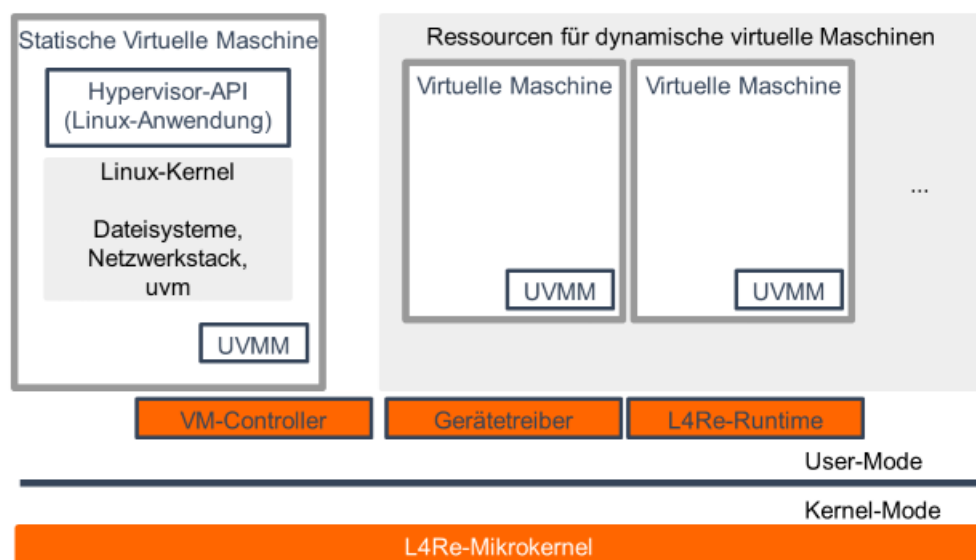 Statische Virtuelle Maschine
Hypervisor-API
(Linux-Anwendung)
Linux-Kernel
Dateisysteme,
Netzwerkstack,
uvm
UVMM
Ressourcen für dynamische virtuelle Maschinen
Virtuelle Maschine
UVMM
Virtuelle Maschine
UVMM
...
VM-Controller
Gerätetreiber
L4Re-Runtime
User-Mode
Kernel-Mode
L4Re-Mikrokernel